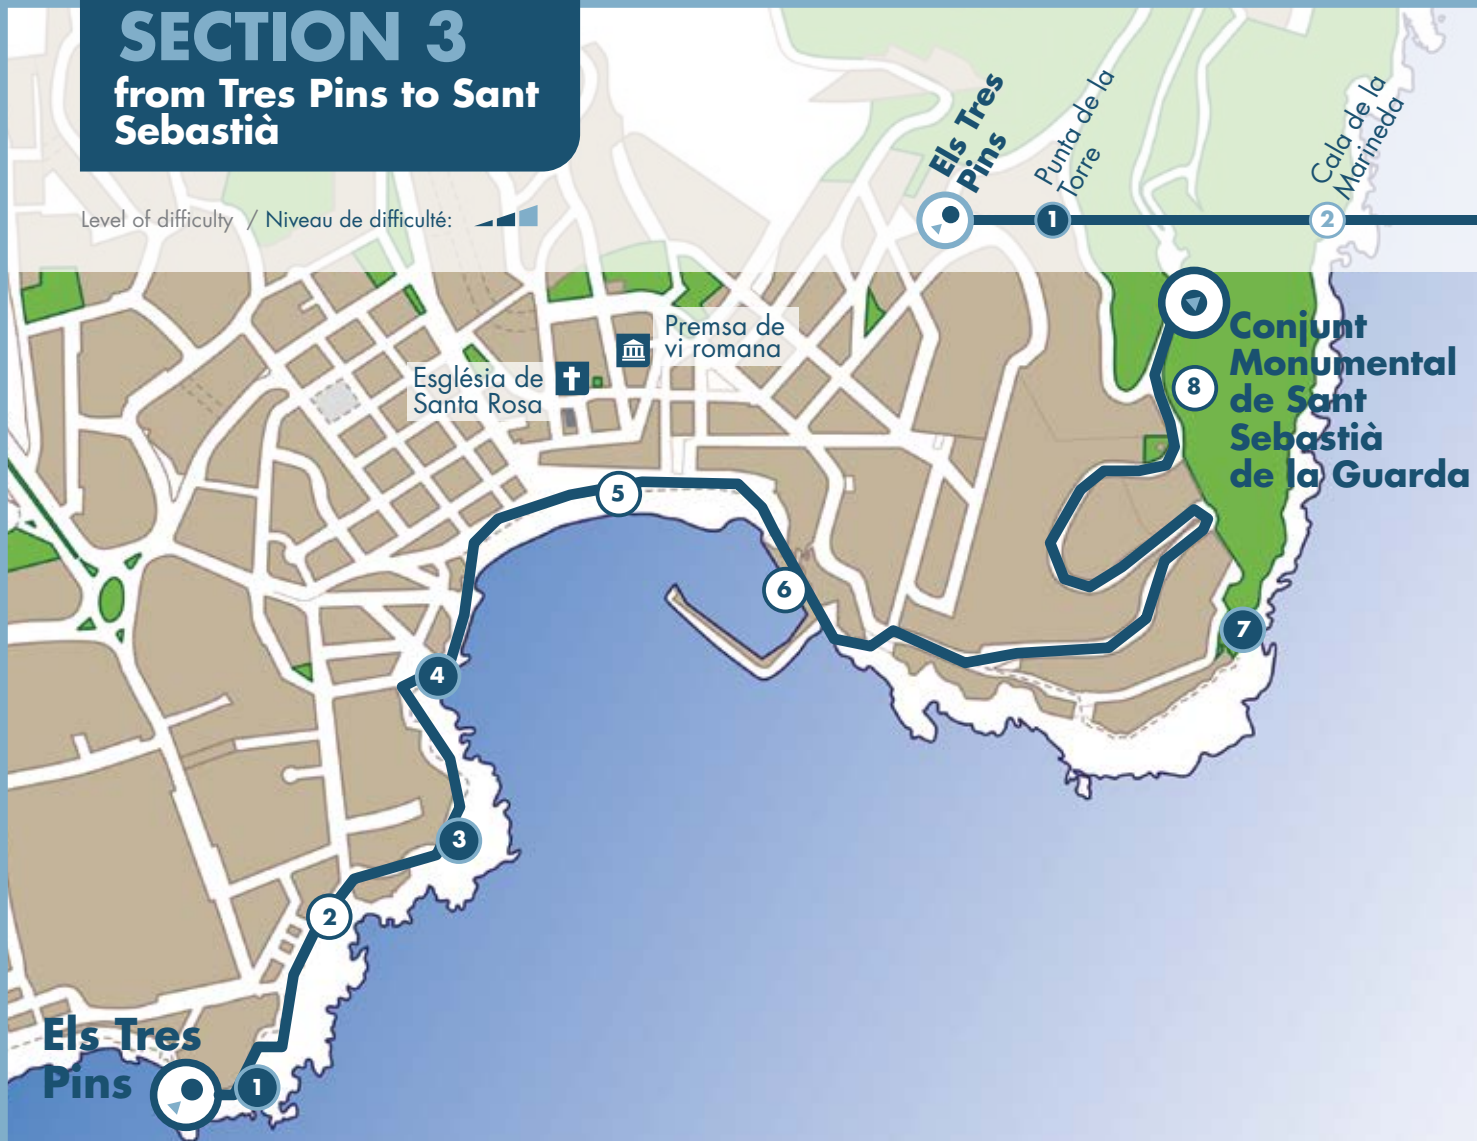 SECTION 3
from Tres Pins to Sant
Sebastià
Level of difficulty / Niveau de difficulté:
Els Tres
Pins
Punta de la
Torre
Cala de la
Marineda
1
2
Premsa de
vi romana
Església de
Santa Rosa
Conjunt
Monumental
de Sant
Sebastià
de la Guarda
8
5
6
7
4
3
2
Els Tres
Pins
1